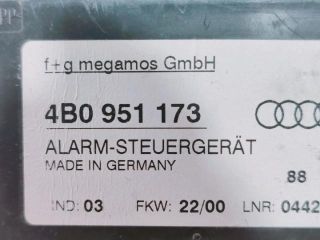 f+g megamos GmbH
4B0 951 173
ALARM-STEUERGERÄT
MADE IN GERMANY
88
IND: 03 FKW: 22/00 LNR: 0442